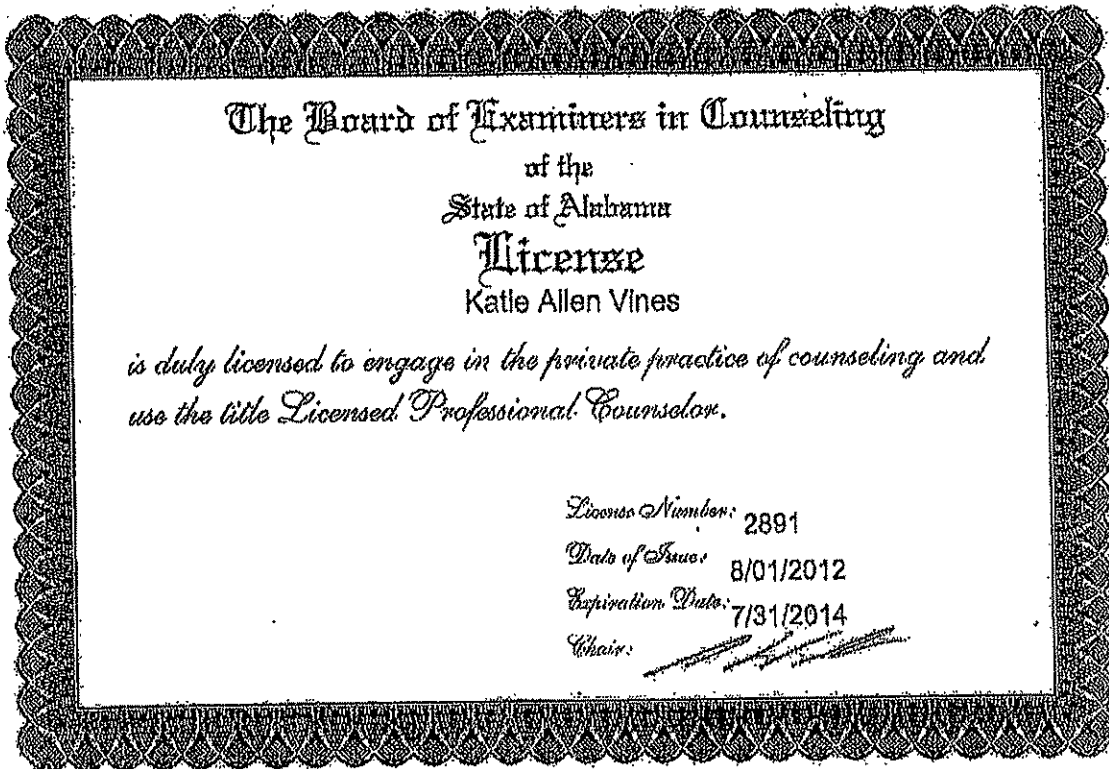 The Board of Examiners in Counseling
of the
State of Alabama
License
Katie Allen Vines
is duly licensed to engage in the private practice of counseling and
use the title Licensed Professional Counselor.
License Number: 2891
Date of Issue: 8/01/2012
Expiration Date: 7/31/2014
Chair: